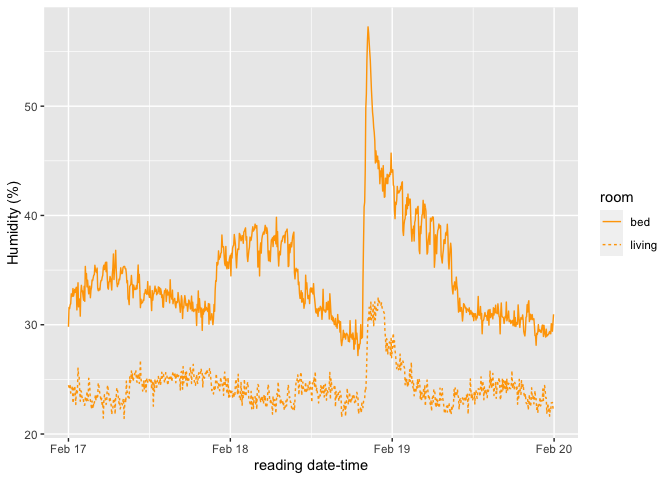 50
40
30
20
Humidity (%)
Feb 17
Feb 18
Feb 19
Feb 20
reading date-time
room
bed
living